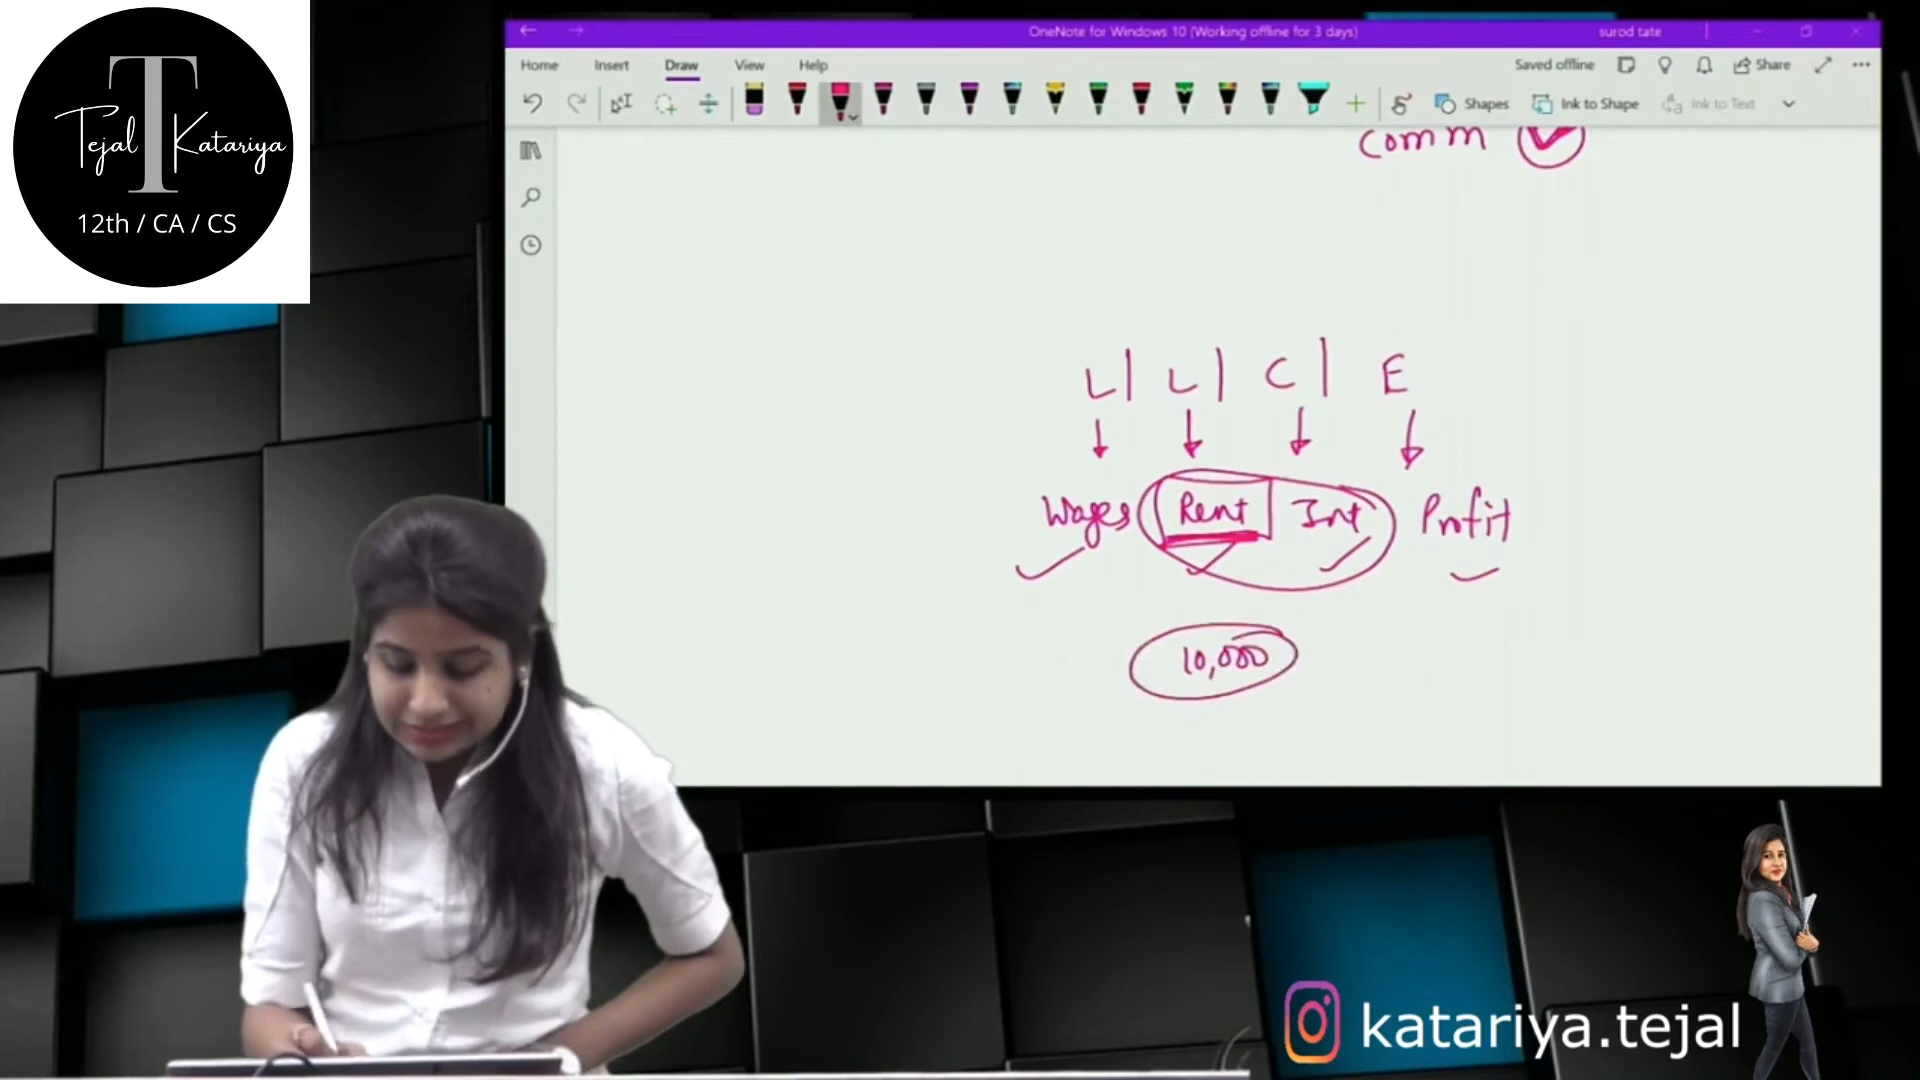 T
Tejal Katariya
12th / CA / CS
OneNote for Windows 10 (Working offline for 3 days)
surod tate
Home Insert Draw View Help
Saved offline
Share
Shapes
Ink to Shape
Ink to Text
Comm
L | L | C | E
Wages Rent Int Profit
10,000
katariya.tejal